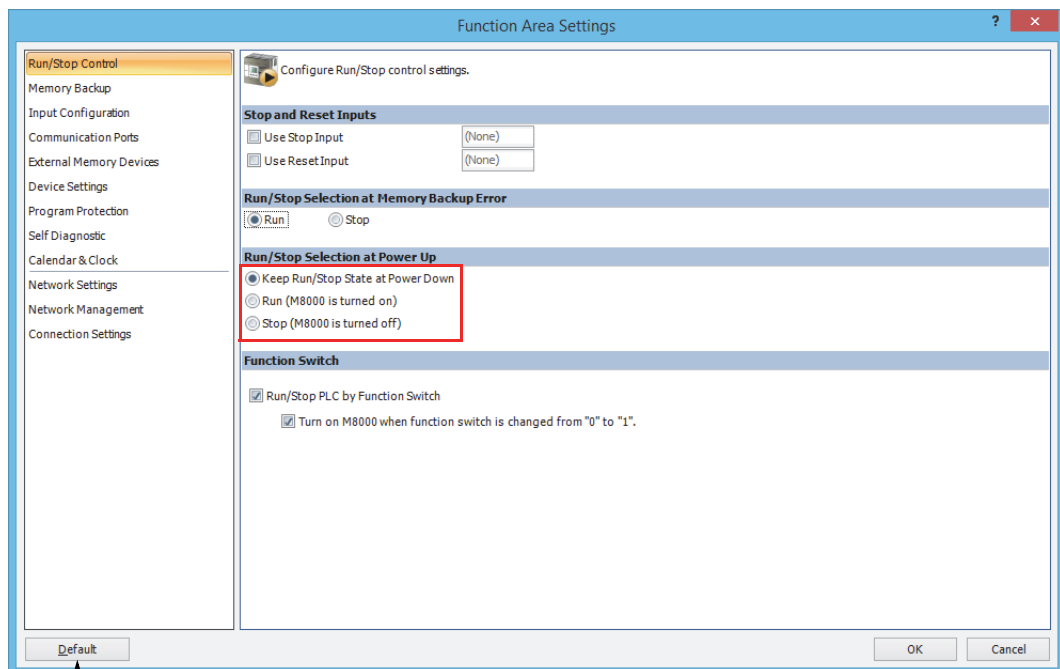 Function Area Settings
?
Run/Stop Control
Memory Backup
Input Configuration
Communication Ports
External Memory Devices
Device Settings
Program Protection
Self Diagnostic
Calendar & Clock
Network Settings
Network Management
Connection Settings
Configure Run/Stop control settings.
Stop and Reset Inputs
Use Stop Input (None)
Use Reset Input (None)
Run/Stop Selection at Memory Backup Error
Run Stop
Run/Stop Selection at Power Up
Keep Run/Stop State at Power Down
Run (M8000 is turned on)
Stop (M8000 is turned off)
Function Switch
Run/Stop PLC by Function Switch
Turn on M8000 when function switch is changed from "0" to "1".
Default OK Cancel